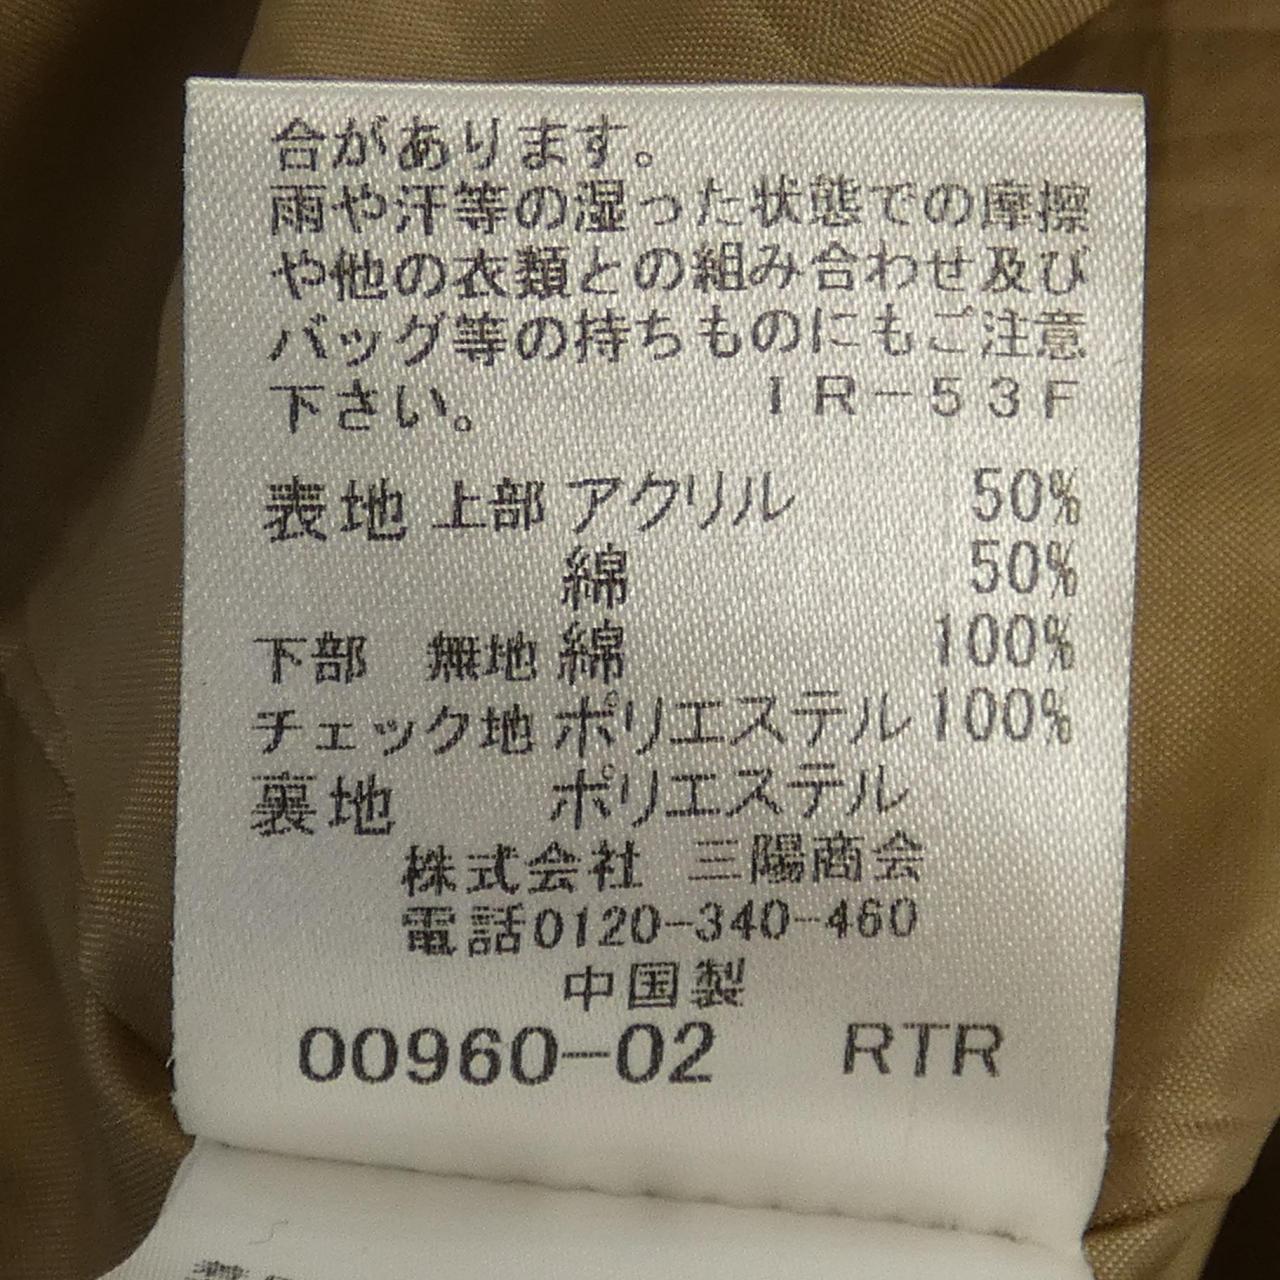 合があります。
雨や汗等の湿った状態での摩擦
や他の衣類との組み合わせ及び
バッグ等の持ちものにもご注意
下さい。 IR-53F
表地 上部 アクリル 50%
綿 50%
下部 無地 綿 100%
チェック地 ポリエステル 100%
裏地 ポリエステル
株式会社 三陽商会
電話0120-340-460
中国製
00960-02 RTR